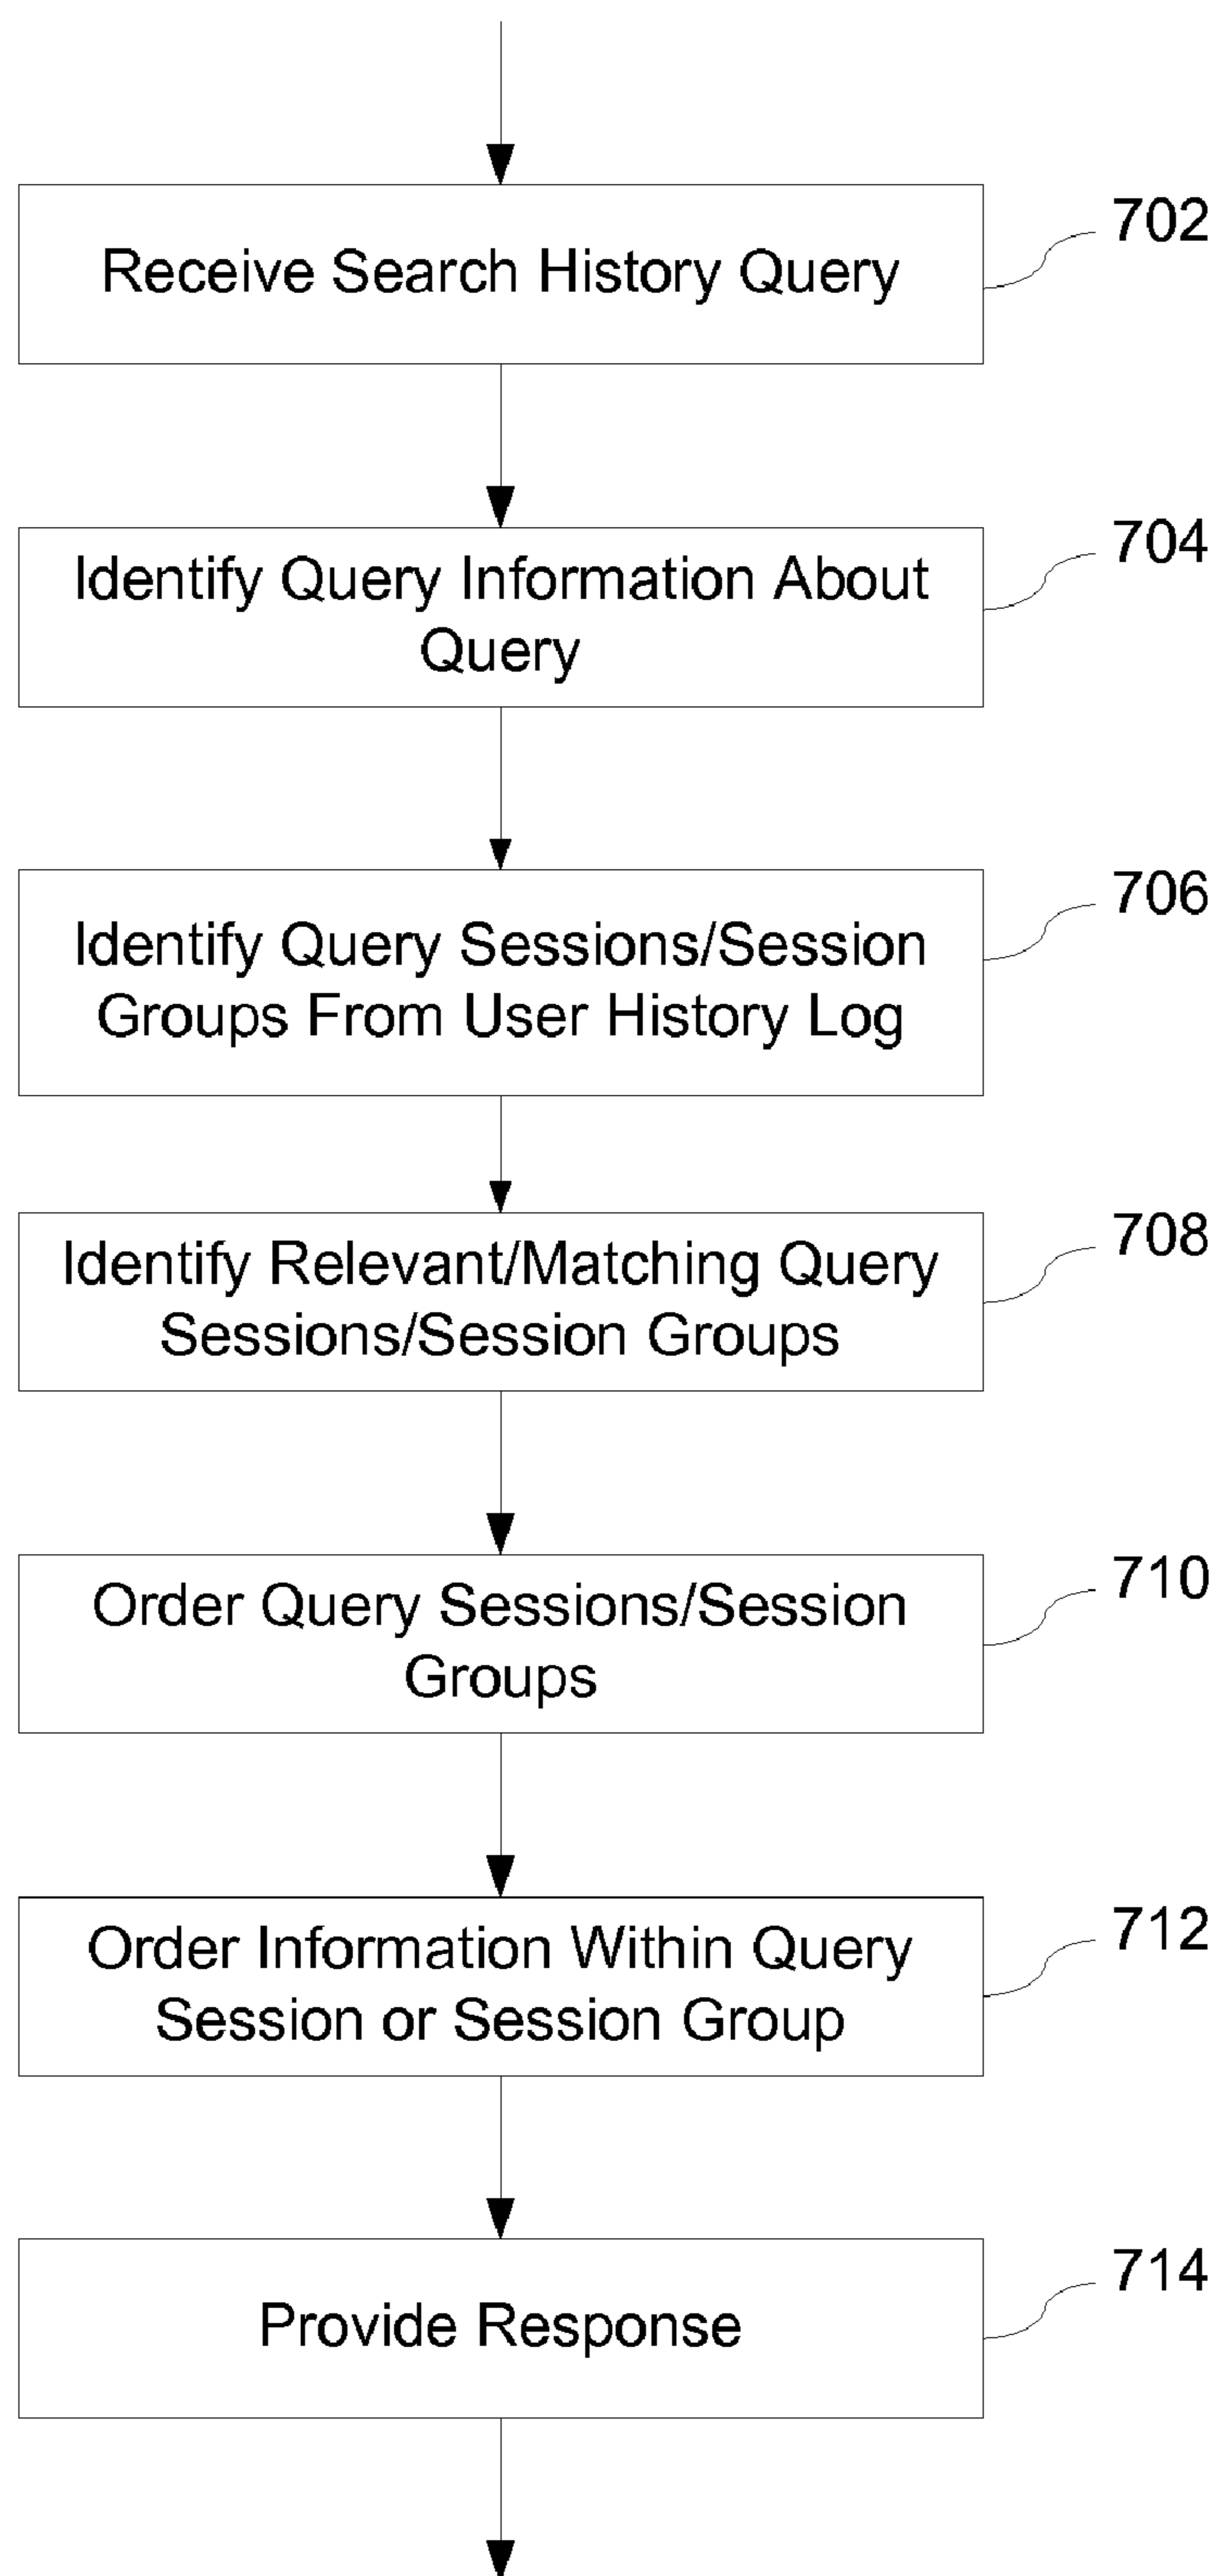 Receive Search History Query
702
Identify Query Information About
Query
704
Identify Query Sessions/Session
Groups From User History Log
706
Identify Relevant/Matching Query
Sessions/Session Groups
708
Order Query Sessions/Session
Groups
710
Order Information Within Query
Session or Session Group
712
Provide Response
714